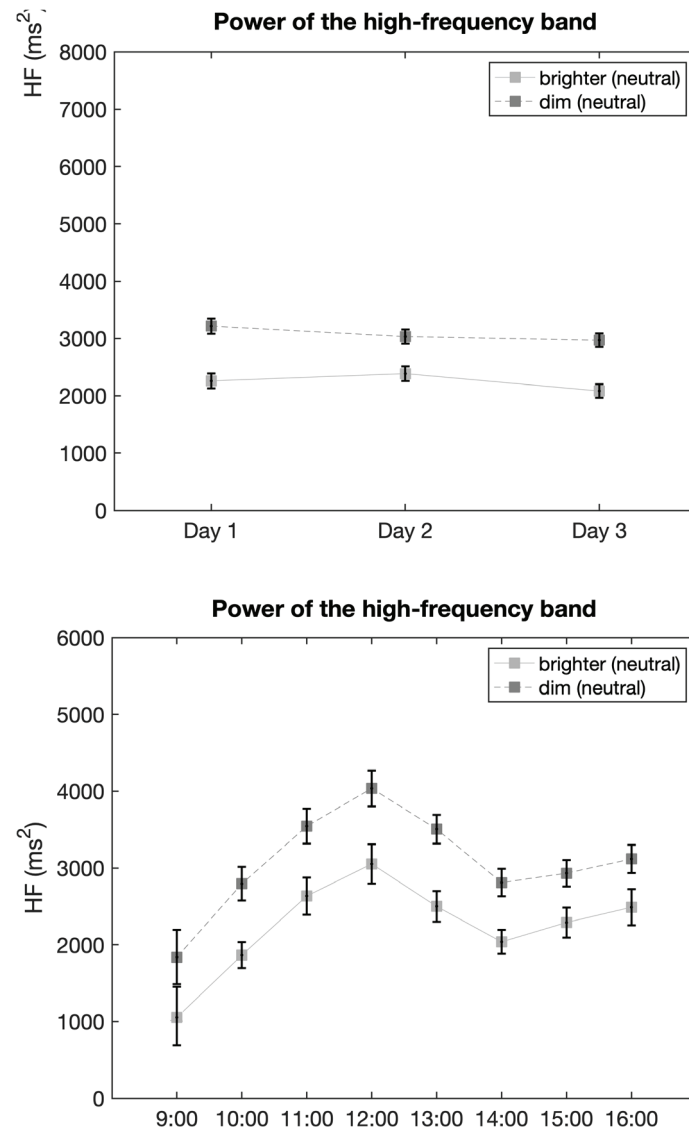 Power of the high-frequency band
HF (ms²)
8000
7000
6000
5000
4000
3000
2000
1000
0
brighter (neutral)
dim (neutral)
Day 1 Day 2 Day 3
Power of the high-frequency band
HF (ms²)
6000
5000
4000
3000
2000
1000
0
brighter (neutral)
dim (neutral)
9:00 10:00 11:00 12:00 13:00 14:00 15:00 16:00